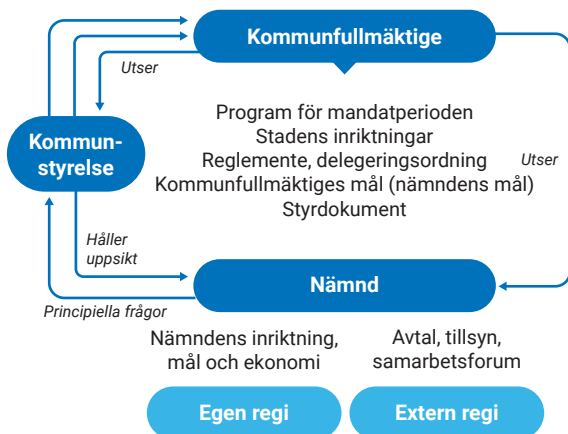 Kommunfullmäktige
Utser
Kommun-
styrelse
Program för mandatperioden
Stadens inriktningar
Reglemente, delegeringsordning
Kommunfullmäktiges mål (nämndens mål)
Styrdokument
Utser
Håller
uppsikt
Principiella frågor
Nämnd
Nämndens inriktning,
mål och ekonomi
Avtal, tillsyn,
samarbetsforum
Egen regi
Extern regi